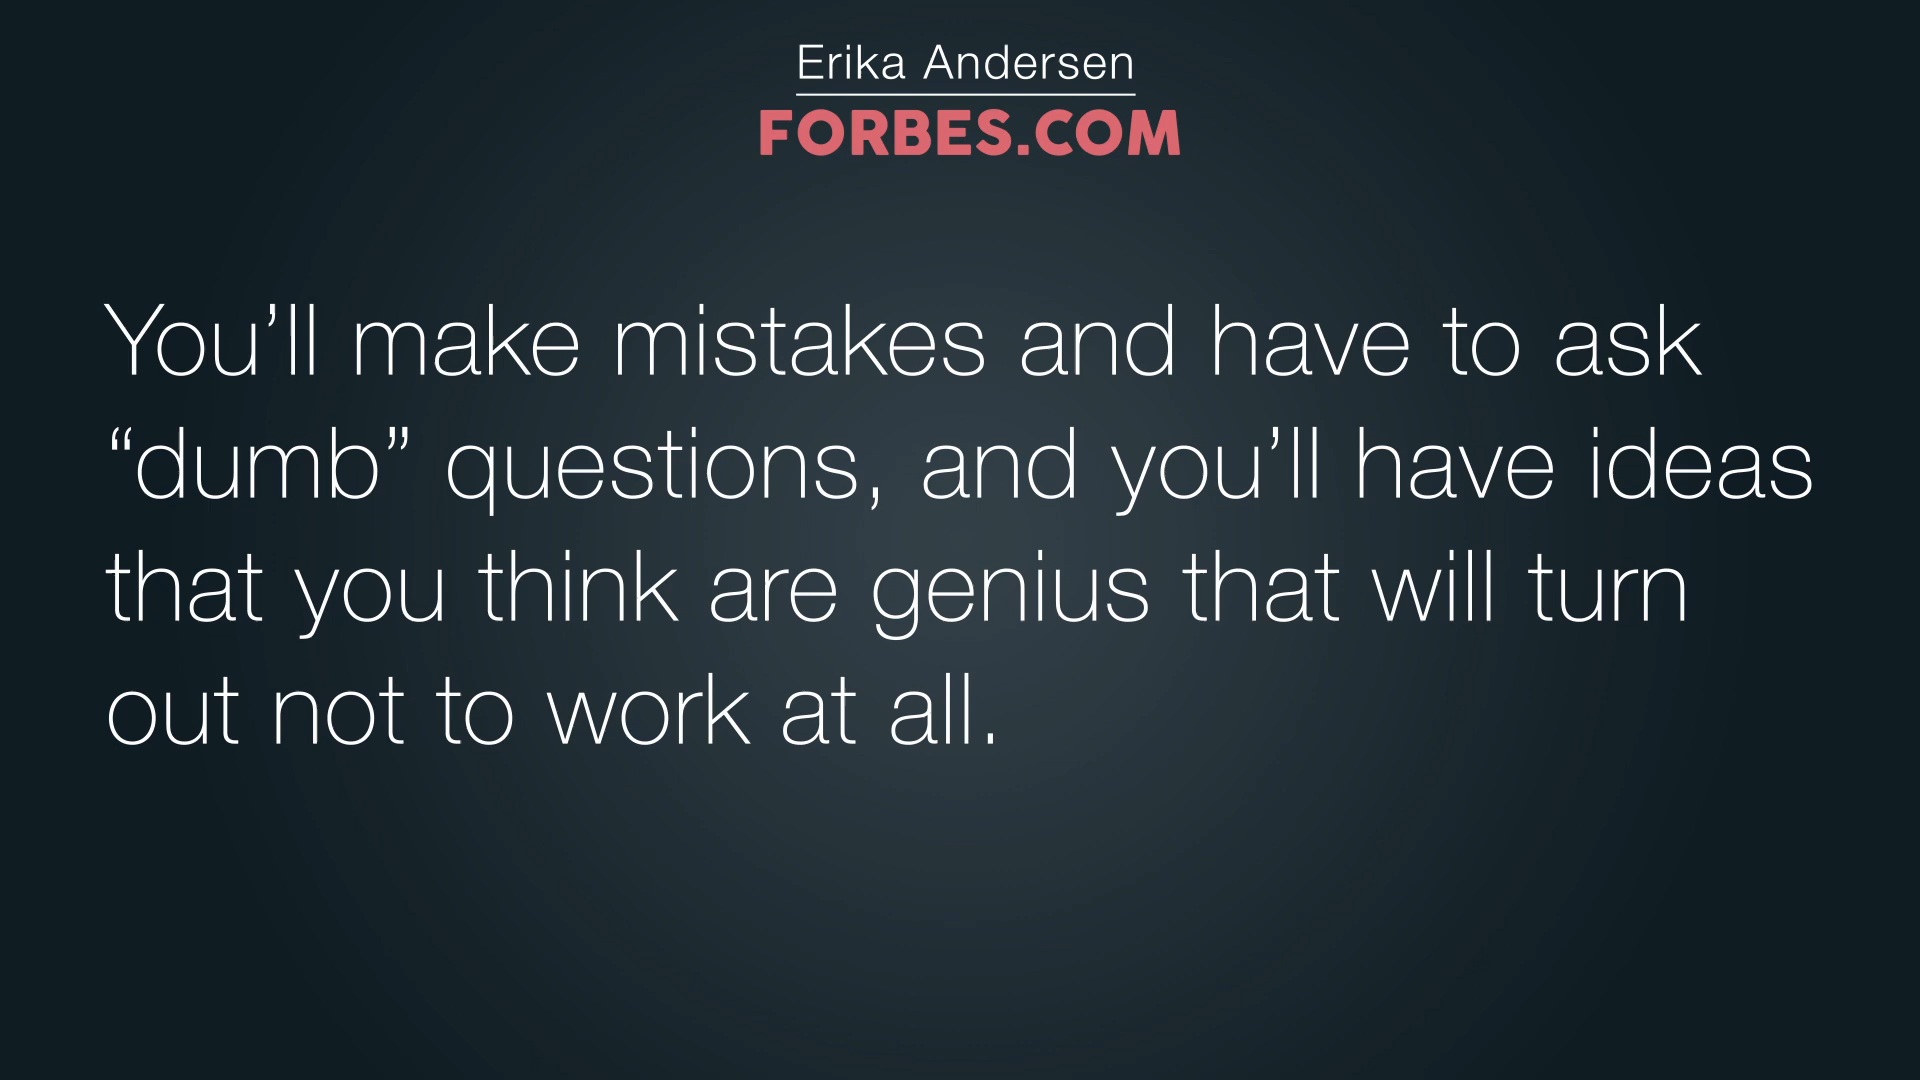 Erika Andersen
FORBES.COM
You’ll make mistakes and have to ask
“dumb” questions, and you’ll have ideas
that you think are genius that will turn
out not to work at all.